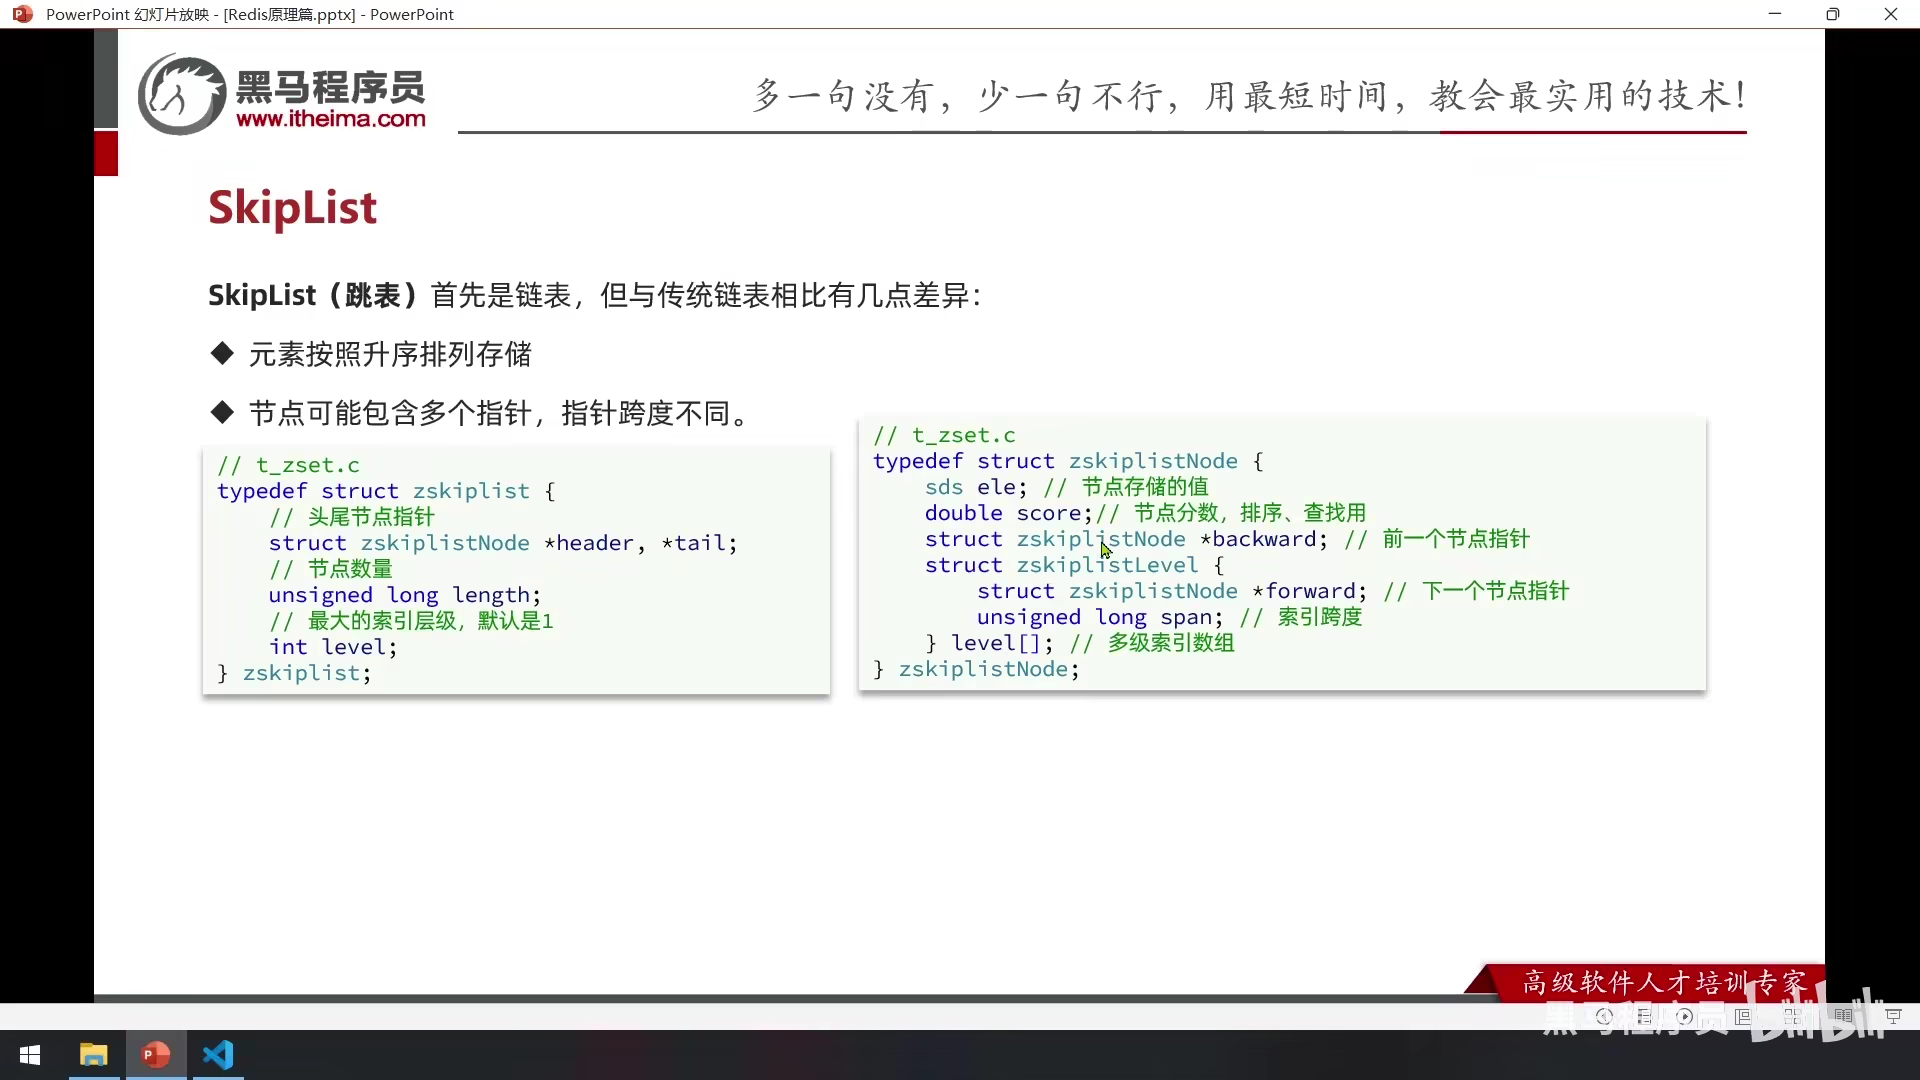 PowerPoint 幻灯片放映 - [Redis原理篇.pptx] - PowerPoint
黑马程序员
www.itheima.com
多一句没有，少一句不行，用最短时间，教会最实用的技术！
SkipList
SkipList（跳表）首先是链表，但与传统链表相比有几点差异：
◆ 元素按照升序排列存储
◆ 节点可能包含多个指针，指针跨度不同。
// t_zset.c
typedef struct zskiplist {
    // 头尾节点指针
    struct zskiplistNode *header, *tail;
    // 节点数量
    unsigned long length;
    // 最大的索引层级，默认是1
    int level;
} zskiplist;
// t_zset.c
typedef struct zskiplistNode {
    sds ele; // 节点存储的值
    double score;// 节点分数，排序、查找用
    struct zskiplistNode *backward; // 前一个节点指针
    struct zskiplistLevel {
        struct zskiplistNode *forward; // 下一个节点指针
        unsigned long span; // 索引跨度
    } level[]; // 多级索引数组
} zskiplistNode;
高级软件人才培训专家
黑马程序员 bilibili